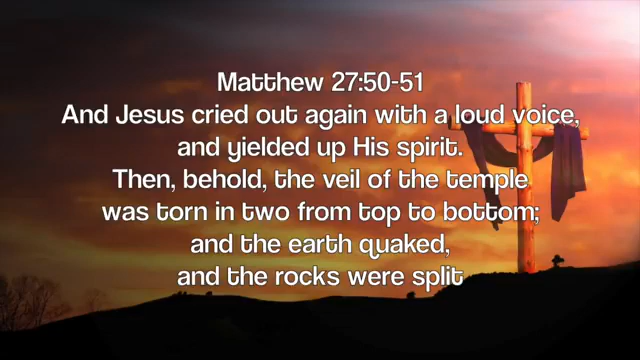 Matthew 27:50-51
And Jesus cried out again with a loud voice,
and yielded up His spirit.
Then, behold, the veil of the temple
was torn in two from top to bottom;
and the earth quaked,
and the rocks were split